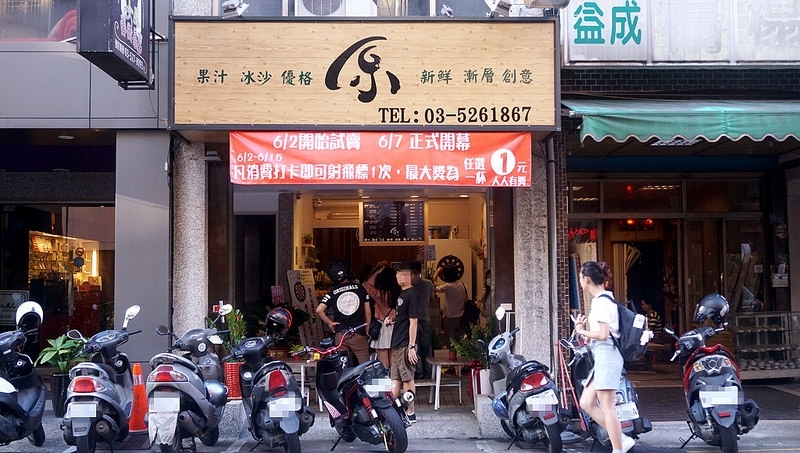 益成
果汁 冰沙 優格 原 新鮮 漸層 創意
TEL:03-5261867
6/2開始試賣 6/7 正式開幕
6/2-6/15
凡消費打卡即可射飛標1次，最大獎為 任選一杯 1元
人人有獎
原
ORIGINALS